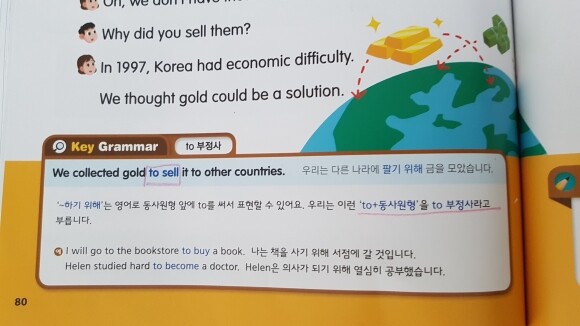 Oh, we don't have
Why did you sell them?
In 1997, Korea had economic difficulty.
We thought gold could be a solution.
Key Grammar to 부정사
We collected gold to sell it to other countries. 우리는 다른 나라에 팔기 위해 금을 모았습니다.
'~하기 위해'는 영어로 동사원형 앞에 to를 써서 표현할 수 있어요. 우리는 이런 'to+동사원형'을 to 부정사라고
부릅니다.
예 I will go to the bookstore to buy a book. 나는 책을 사기 위해 서점에 갈 것입니다.
Helen studied hard to become a doctor. Helen은 의사가 되기 위해 열심히 공부했습니다.
80